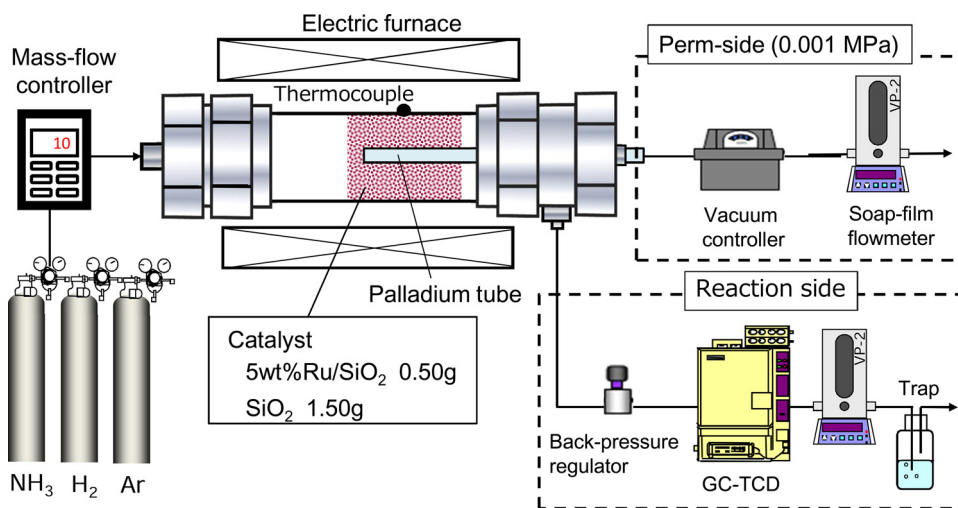 Electric furnace
Mass-flow
controller
10
Thermocouple
Palladium tube
Catalyst
5wt%Ru/SiO₂ 0.50g
SiO₂ 1.50g
NH₃ H₂ Ar
Perm-side (0.001 MPa)
VP-2
Vacuum
controller
Soap-film
flowmeter
Reaction side
VP-2
Trap
Back-pressure
regulator
GC-TCD